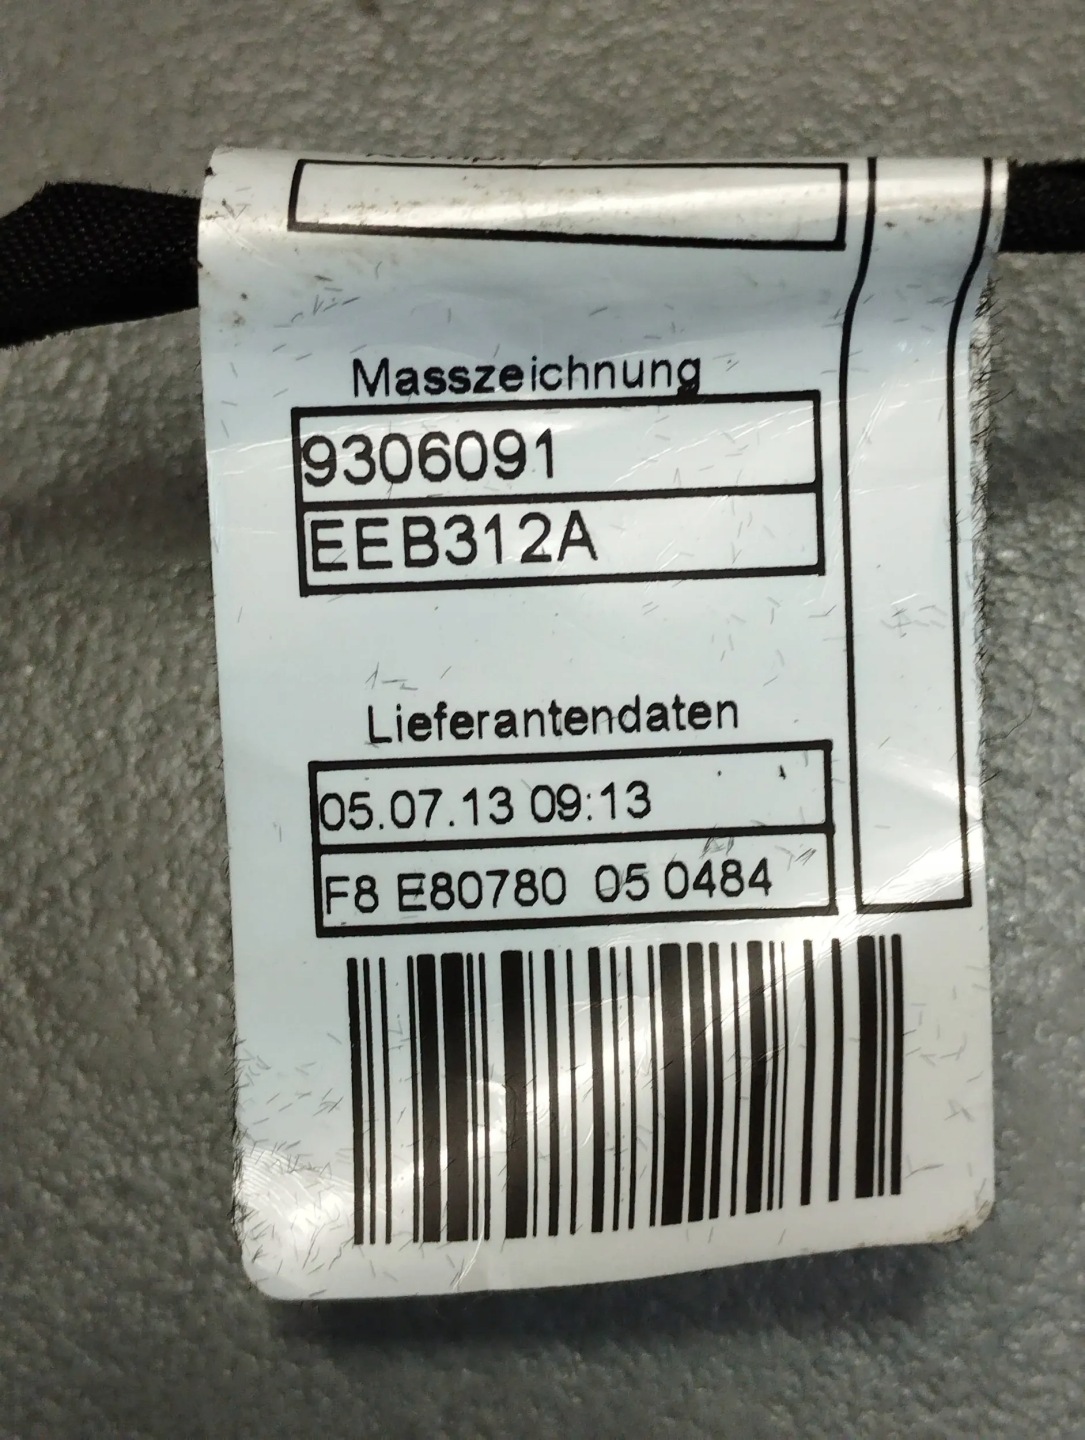 Masszeichnung
9306091
EEB312A
Lieferantendaten
05.07.13 09:13
F8 E80780 05 0484